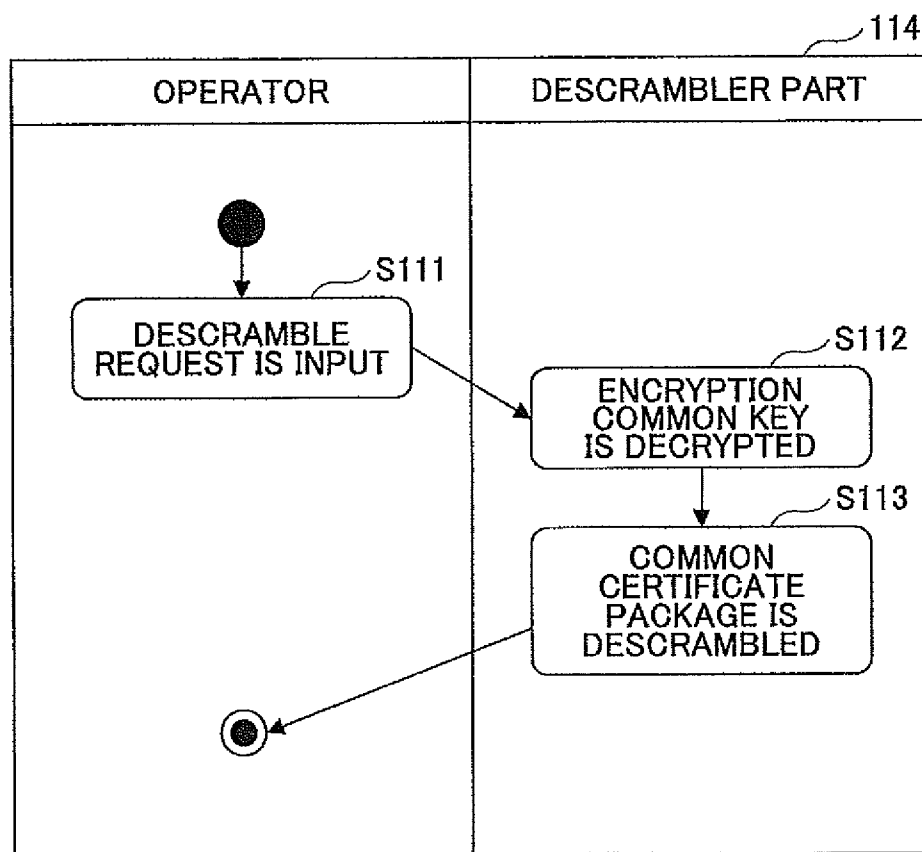 114
OPERATOR
DESCRAMBLER PART
S111
DESCRAMBLE
REQUEST IS INPUT
S112
ENCRYPTION
COMMON KEY
IS DECRYPTED
S113
COMMON
CERTIFICATE
PACKAGE IS
DESCRAMBLED